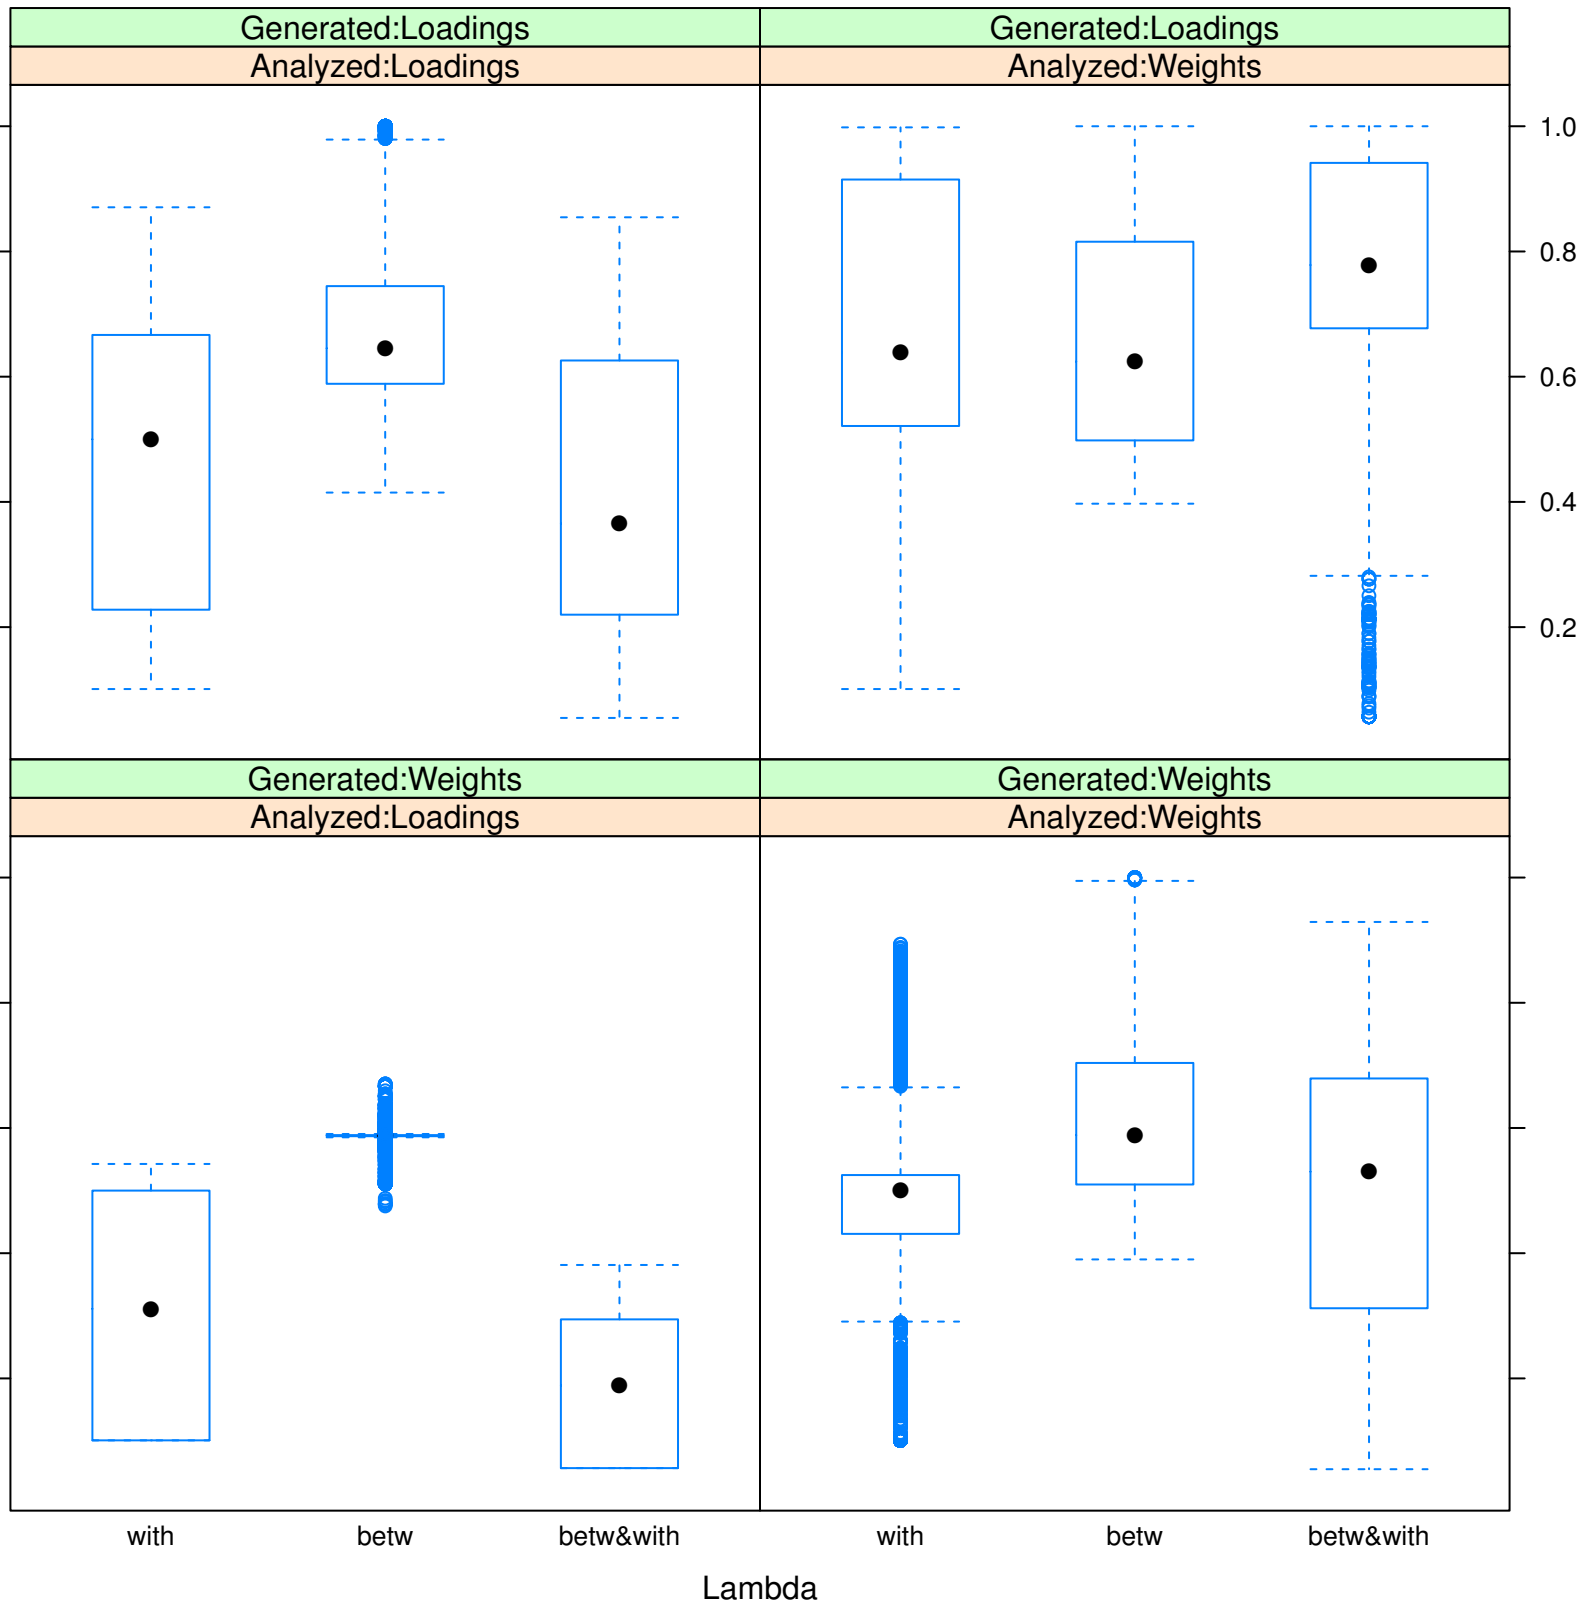 Generated:Loadings
Generated:Loadings
Analyzed:Loadings
Analyzed:Weights
1.0
0.8
0.6
0.4
0.2
Generated:Weights
Generated:Weights
Analyzed:Loadings
Analyzed:Weights
with betw betw&with with betw betw&with
Lambda